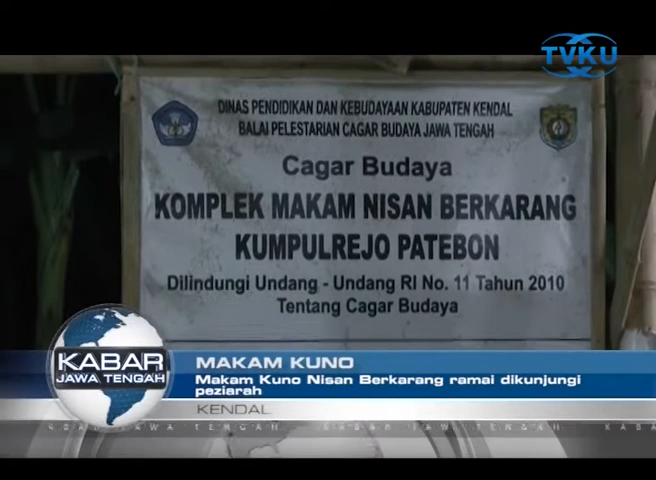 TVKU
DINAS PENDIDIKAN DAN KEBUDAYAAN KABUPATEN KENDAL
BALAI PELESTARIAN CAGAR BUDAYA JAWA TENGAH
Cagar Budaya
KOMPLEK MAKAM NISAN BERKARANG
KUMPULREJO PATEBON
Dilindungi Undang - Undang RI No. 11 Tahun 2010
Tentang Cagar Budaya
KABAR
JAWA TENGAH
MAKAM KUNO
Makam Kuno Nisan Berkarang ramai dikunjungi
peziarah
KENDAL